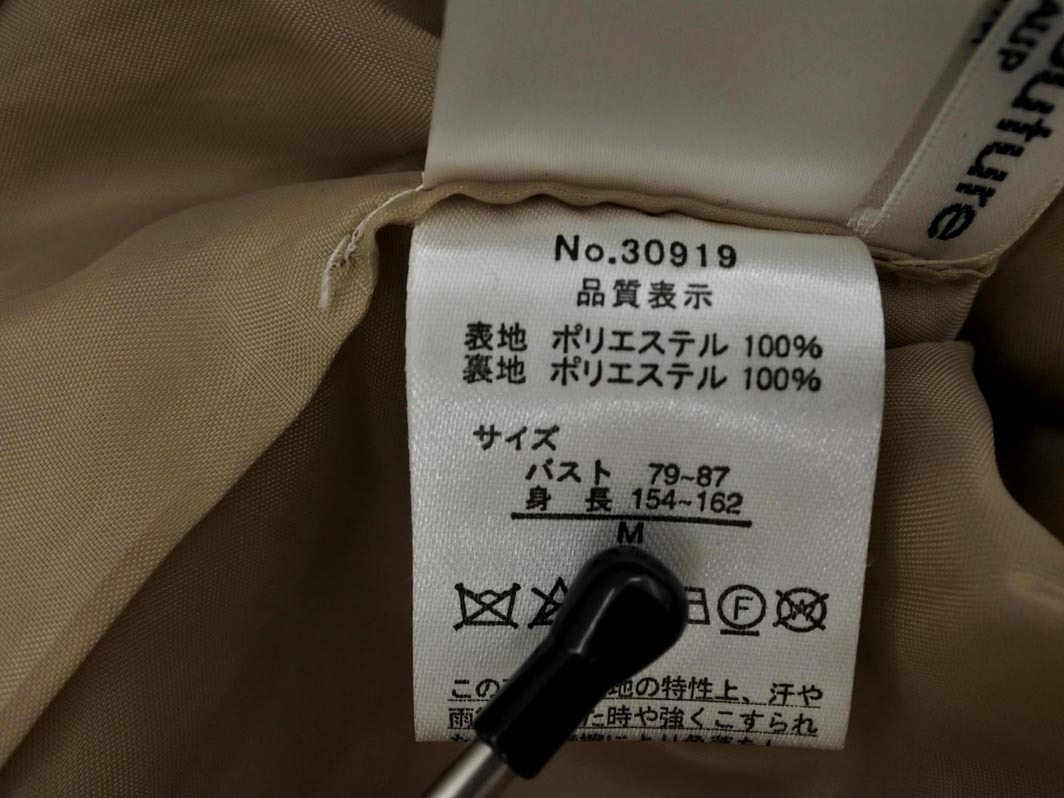 outure
No.30919
品質表示
表地 ポリエステル 100%
裏地 ポリエステル 100%
サイズ
バスト 79~87
身 長 154~162
M
F
W
この 地の特性上、汗や
雨 た時や強くこすられ